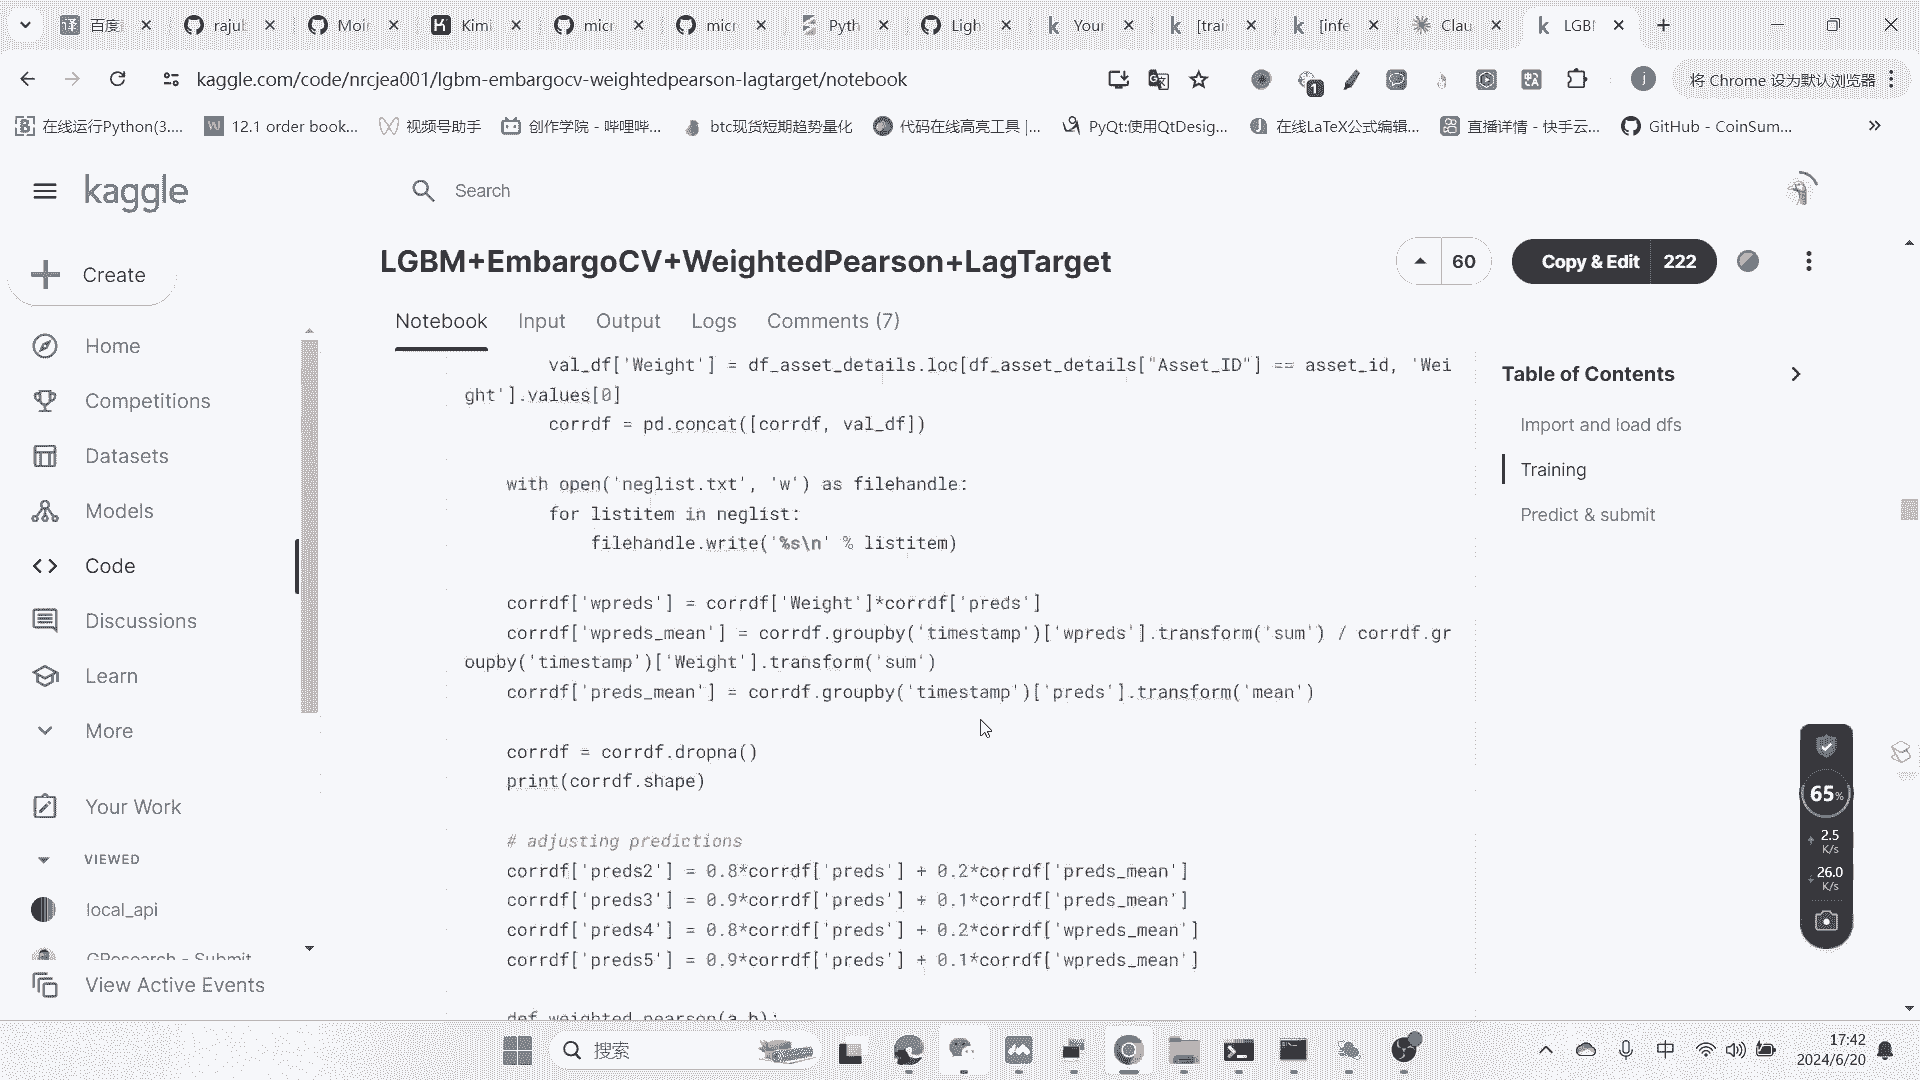 百度
rajul
Moi
Kimi
micr
micr
Pyth
Ligh
Your
[trai
[infe
Clau
LGB
kaggle.com/code/nrcjea001/lgbm-embargocv-weightedpearson-lagtarget/notebook
1
j
将 Chrome 设为默认浏览器
在线运行Python(3....
12.1 order book...
视频号助手
创作学院 - 哔哩哔...
btc现货短期趋势量化
代码在线高亮工具 |...
PyQt:使用QtDesig...
在线LaTeX公式编辑...
直播详情 - 快手云...
GitHub - CoinSum...
kaggle
Search
LGBM+EmbargoCV+WeightedPearson+LagTarget
60
Copy & Edit 222
Create
Notebook
Input
Output
Logs
Comments (7)
Home
Competitions
Datasets
Models
Code
Discussions
Learn
More
Your Work
VIEWED
local_api
GResearch - Submit
View Active Events
val_df['Weight'] = df_asset_details.loc[df_asset_details["Asset_ID"] == asset_id, 'Wei
ght'].values[0]
corrdf = pd.concat([corrdf, val_df])
with open('neglist.txt', 'w') as filehandle:
for listitem in neglist:
filehandle.write('%s\n' % listitem)
corrdf['wpreds'] = corrdf['Weight']*corrdf['preds']
corrdf['wpreds_mean'] = corrdf.groupby('timestamp')['wpreds'].transform('sum') / corrdf.gr
oupby('timestamp')['Weight'].transform('sum')
corrdf['preds_mean'] = corrdf.groupby('timestamp')['preds'].transform('mean')
corrdf = corrdf.dropna()
print(corrdf.shape)
# adjusting predictions
corrdf['preds2'] = 0.8*corrdf['preds'] + 0.2*corrdf['preds_mean']
corrdf['preds3'] = 0.9*corrdf['preds'] + 0.1*corrdf['preds_mean']
corrdf['preds4'] = 0.8*corrdf['preds'] + 0.2*corrdf['wpreds_mean']
corrdf['preds5'] = 0.9*corrdf['preds'] + 0.1*corrdf['wpreds_mean']
def weighted_pearson(a,b):
Table of Contents
Import and load dfs
Training
Predict & submit
65%
2.5
K/s
26.0
K/s
搜索
中
17:42
2024/6/20